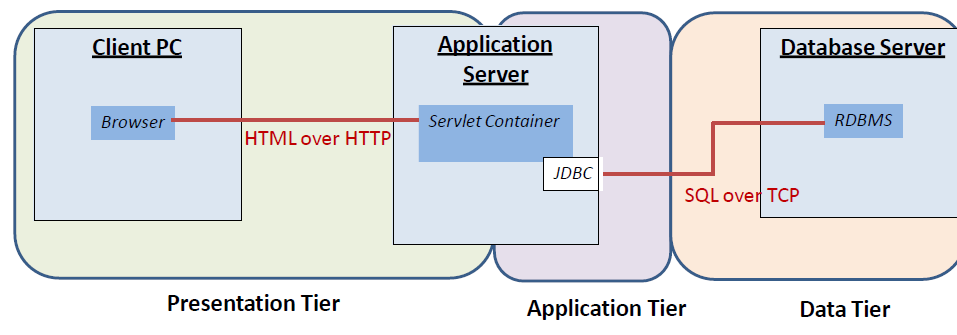 Client PC
Browser
HTML over HTTP
Application
Server
Servlet Container
JDBC
SQL over TCP
Database Server
RDBMS
Presentation Tier
Application Tier
Data Tier